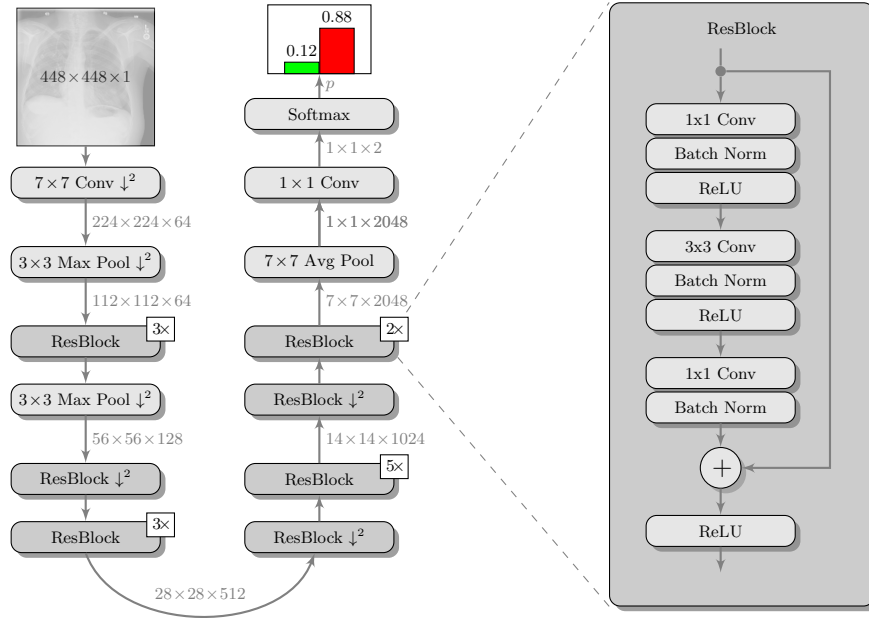 448×448×1
7×7 Conv ↓²
224×224×64
3×3 Max Pool ↓²
112×112×64
ResBlock
3×
3×3 Max Pool ↓²
56×56×128
ResBlock ↓²
ResBlock
3×
28×28×512
ResBlock ↓²
ResBlock
5×
14×14×1024
ResBlock ↓²
ResBlock
2×
7×7×2048
7×7 Avg Pool
1×1×2048
1×1 Conv
1×1×2
Softmax
p
0.12
0.88
ResBlock
1x1 Conv
Batch Norm
ReLU
3x3 Conv
Batch Norm
ReLU
1x1 Conv
Batch Norm
+
ReLU